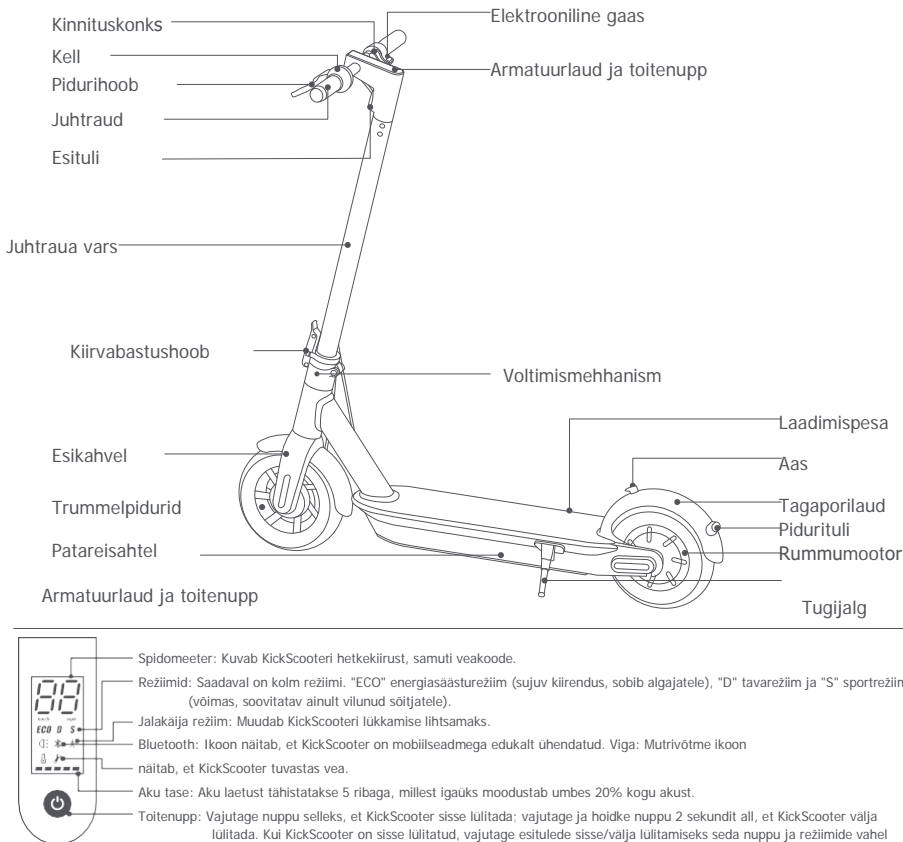 Kinnituskonks
Kell
Pidurihoob
Juhtraud
Esituli
Elektrooniline gaas
Armatuurlaud ja toitenupp
Juhtraua vars
Kiirvabastushoob
Voltimismehhanism
Laadimispesa
Aas
Esikahvel
Trummelpidurid
Patareisahtel
Tagaporilaud
Pidurituli
Rummumootor
Tugijalg
Armatuurlaud ja toitenupp
88
km/h mph
ECO D S
Spidomeeter: Kuvab KickScooteri hetkekiirust, samuti veakoode.
Režiimid: Saadaval on kolm režiimi. "ECO" energiasäästurežiim (sujuv kiirendus, sobib algajatele), "D" tavarežiim ja "S" sportrežiim
(võimas, soovitatav ainult vilunud sõitjatele).
Jalakäija režiim: Muudab KickScooteri lükkamise lihtsamaks.
Bluetooth: Ikoon näitab, et KickScooter on mobiilseadmega edukalt ühendatud. Viga: Mutrivõtme ikoon
näitab, et KickScooter tuvastas vea.
Aku tase: Aku laetust tähistatakse 5 ribaga, millest igaüks moodustab umbes 20% kogu akust.
Toitenupp: Vajutage nuppu selleks, et KickScooter sisse lülitada; vajutage ja hoidke nuppu 2 sekundit all, et KickScooter välja
lülitada. Kui KickScooter on sisse lülitatud, vajutage esitulede sisse/välja lülitamiseks seda nuppu ja režiimide vahel